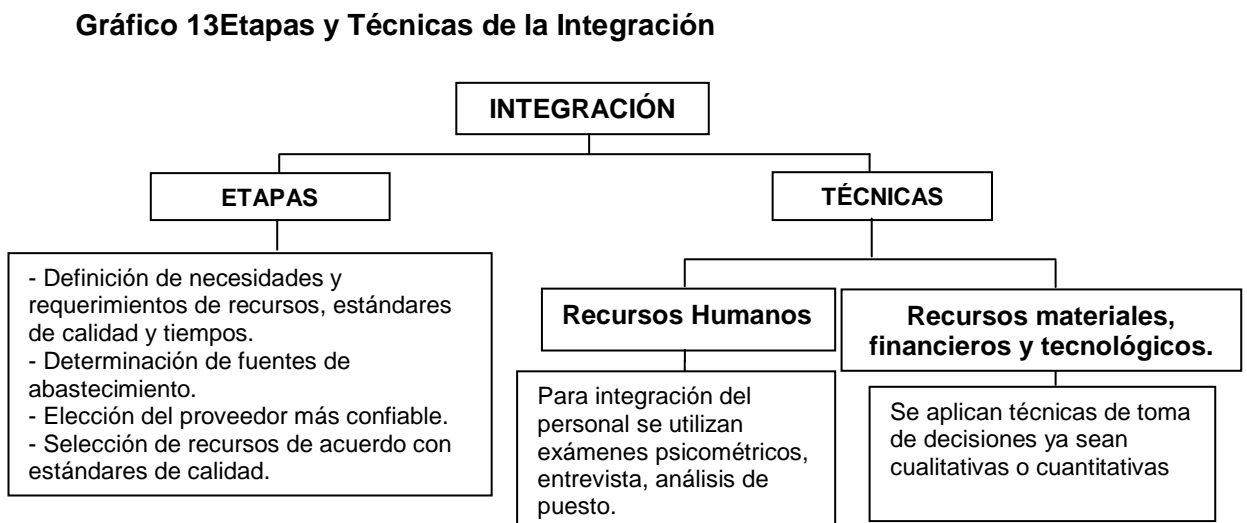 Gráfico 13Etapas y Técnicas de la Integración
INTEGRACIÓN
ETAPAS
- Definición de necesidades y
requerimientos de recursos, estándares
de calidad y tiempos.
- Determinación de fuentes de
abastecimiento.
- Elección del proveedor más confiable.
- Selección de recursos de acuerdo con
estándares de calidad.
TÉCNICAS
Recursos Humanos
Para integración del
personal se utilizan
exámenes psicométricos,
entrevista, análisis de
puesto.
Recursos materiales,
financieros y tecnológicos.
Se aplican técnicas de toma
de decisiones ya sean
cualitativas o cuantitativas